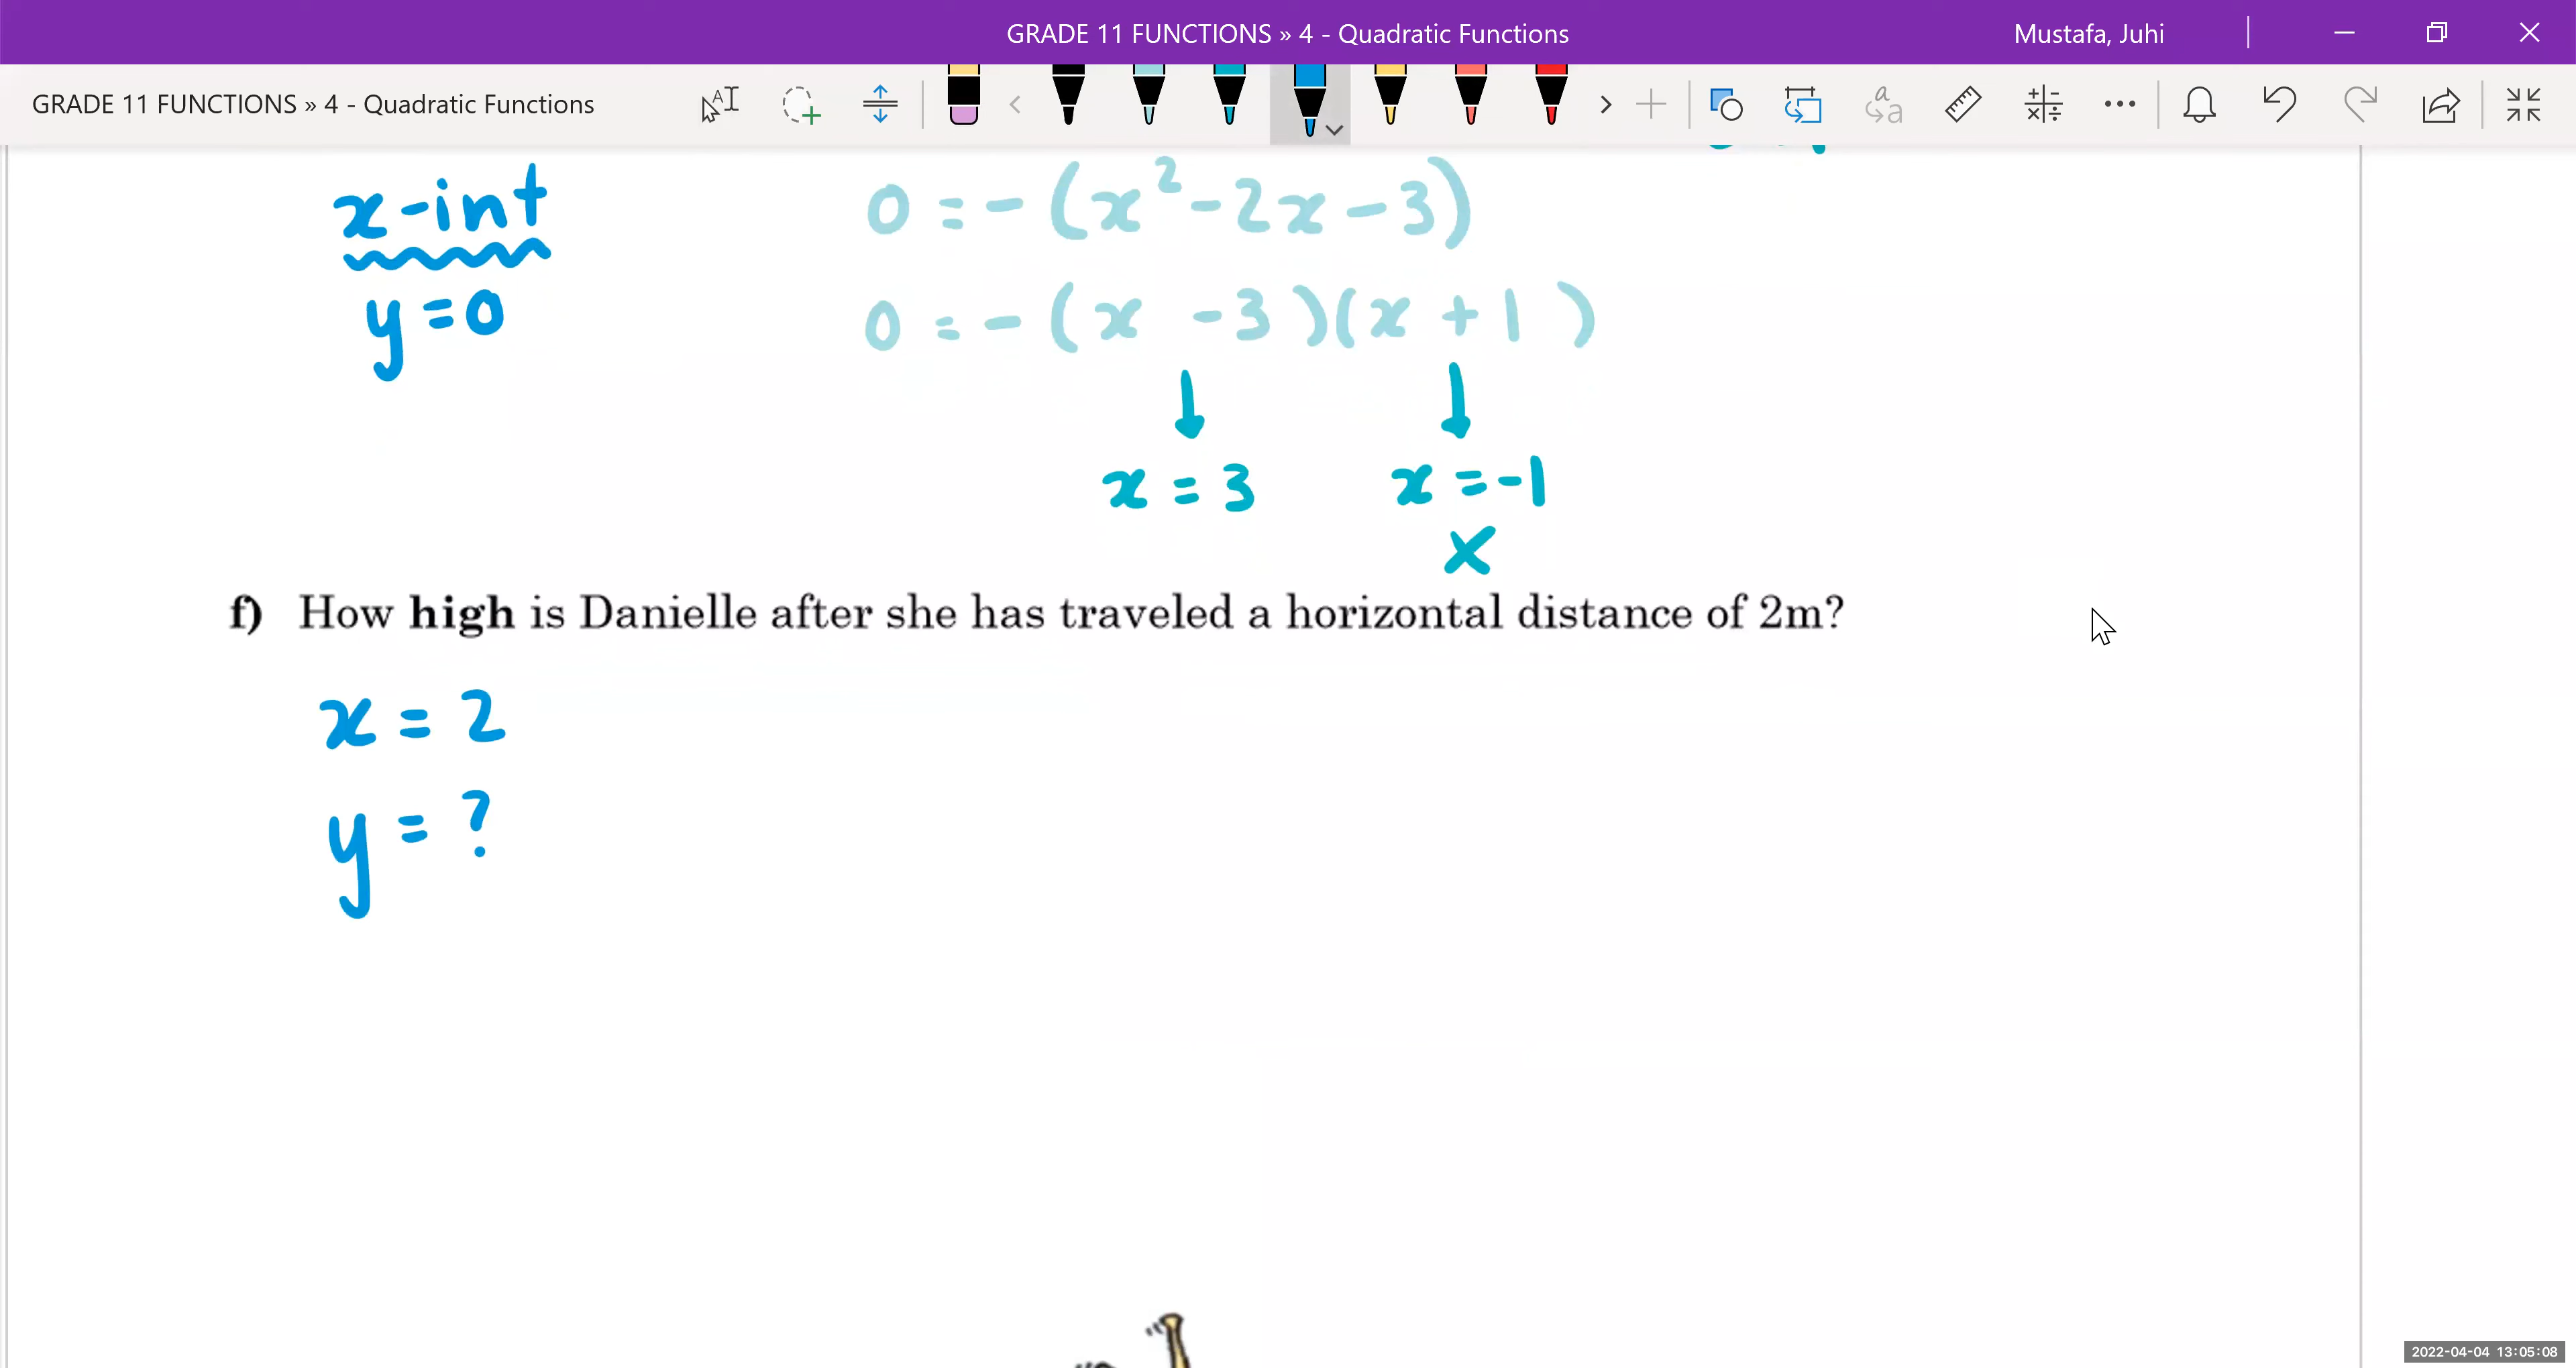 GRADE 11 FUNCTIONS » 4 - Quadratic Functions
Mustafa, Juhi
GRADE 11 FUNCTIONS » 4 - Quadratic Functions
x-int
0 = -(x²-2x-3)
y=0
0 = -(x -3)(x +1)
x = 3
x = -1
x
f) How high is Danielle after she has traveled a horizontal distance of 2m?
x = 2
y = ?
2022-04-04 13:05:08